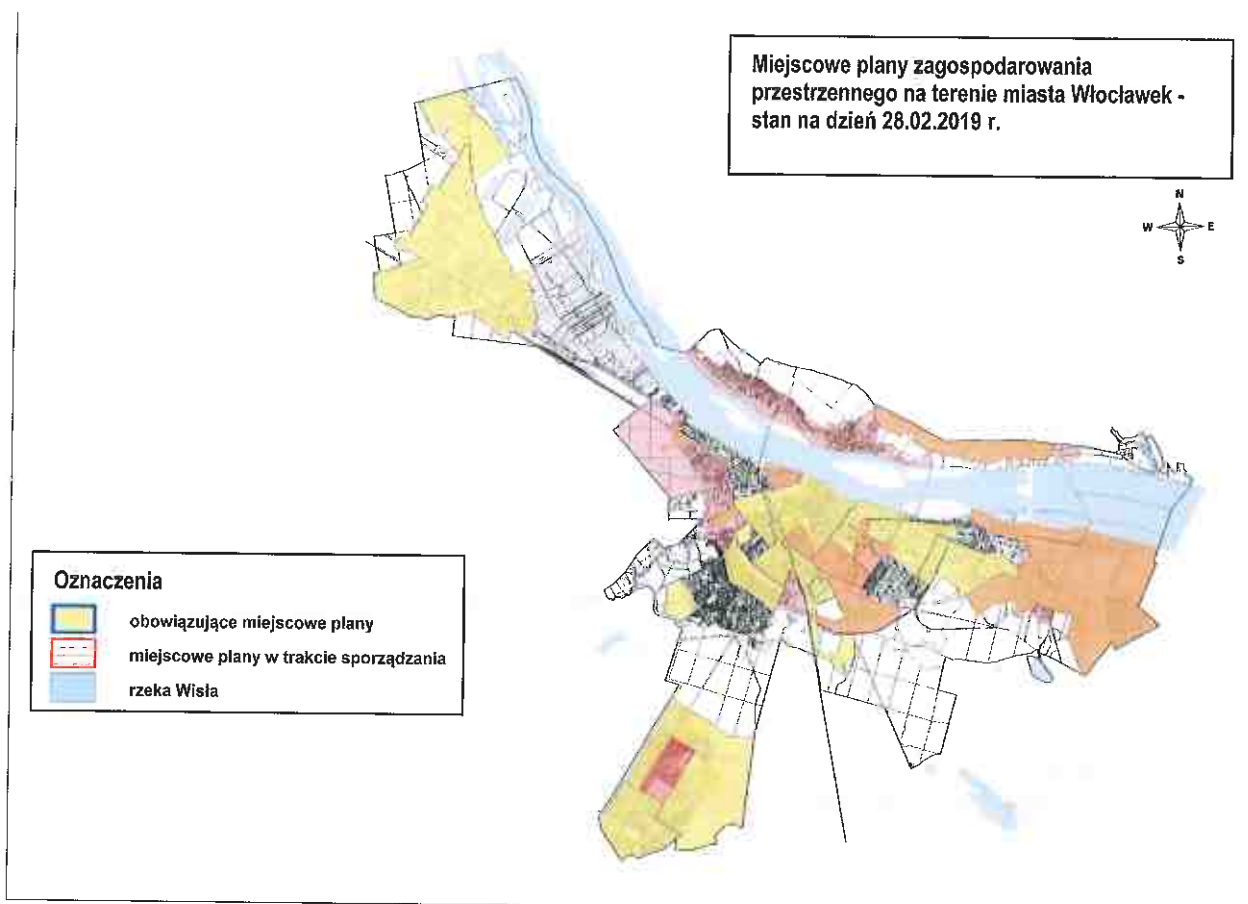 Miejscowe plany zagospodarowania
przestrzennego na terenie miasta Włocławek -
stan na dzień 28.02.2019 r.
N
W E
S
Oznaczenia
obowiązujące miejscowe plany
miejscowe plany w trakcie sporządzania
rzeka Wisła